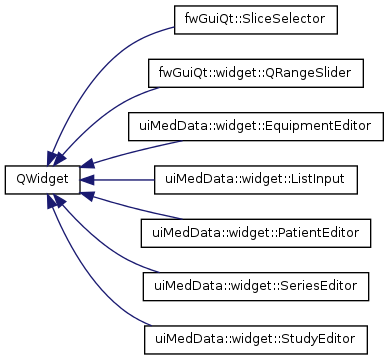 fwGuiQt::SliceSelector
fwGuiQt::widget::QRangeSlider
uiMedData::widget::EquipmentEditor
QWidget
uiMedData::widget::ListInput
uiMedData::widget::PatientEditor
uiMedData::widget::SeriesEditor
uiMedData::widget::StudyEditor